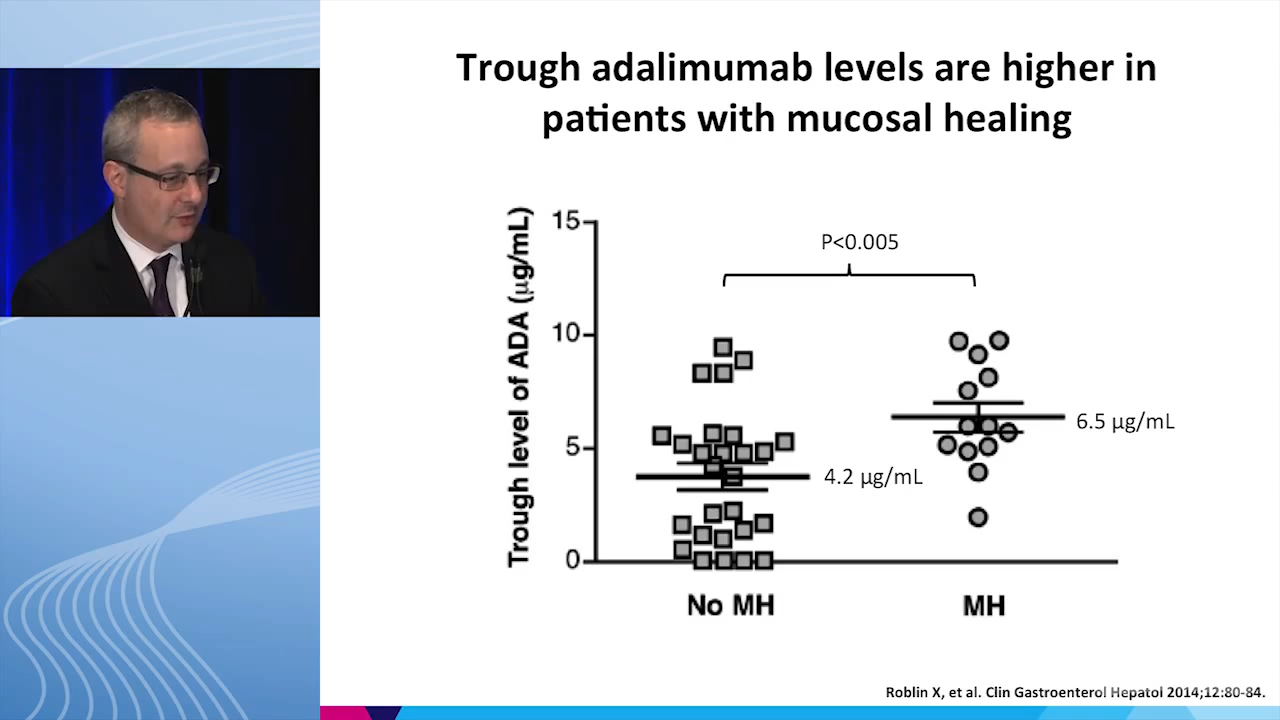 Trough adalimumab levels are higher in
patients with mucosal healing
Trough level of ADA (µg/mL)
15
10
5
0
P<0.005
4.2 µg/mL
6.5 µg/mL
No MH
MH
Roblin X, et al. Clin Gastroenterol Hepatol 2014;12:80-84.